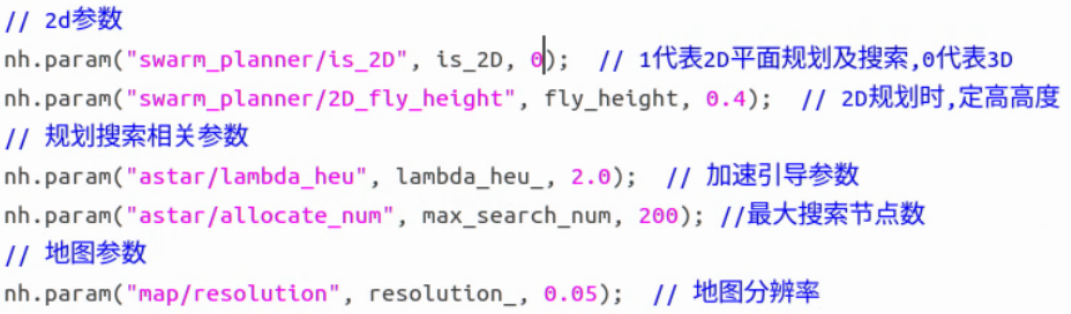 // 2d参数
nh.param("swarm_planner/is_2D", is_2D, 0);  // 1代表2D平面规划及搜索,0代表3D
nh.param("swarm_planner/2D_fly_height", fly_height, 0.4);  // 2D规划时,定高高度
// 规划搜索相关参数
nh.param("astar/lambda_heu", lambda_heu_, 2.0);  // 加速引导参数
nh.param("astar/allocate_num", max_search_num, 200); //最大搜索节点数
// 地图参数
nh.param("map/resolution", resolution_, 0.05);  // 地图分辨率